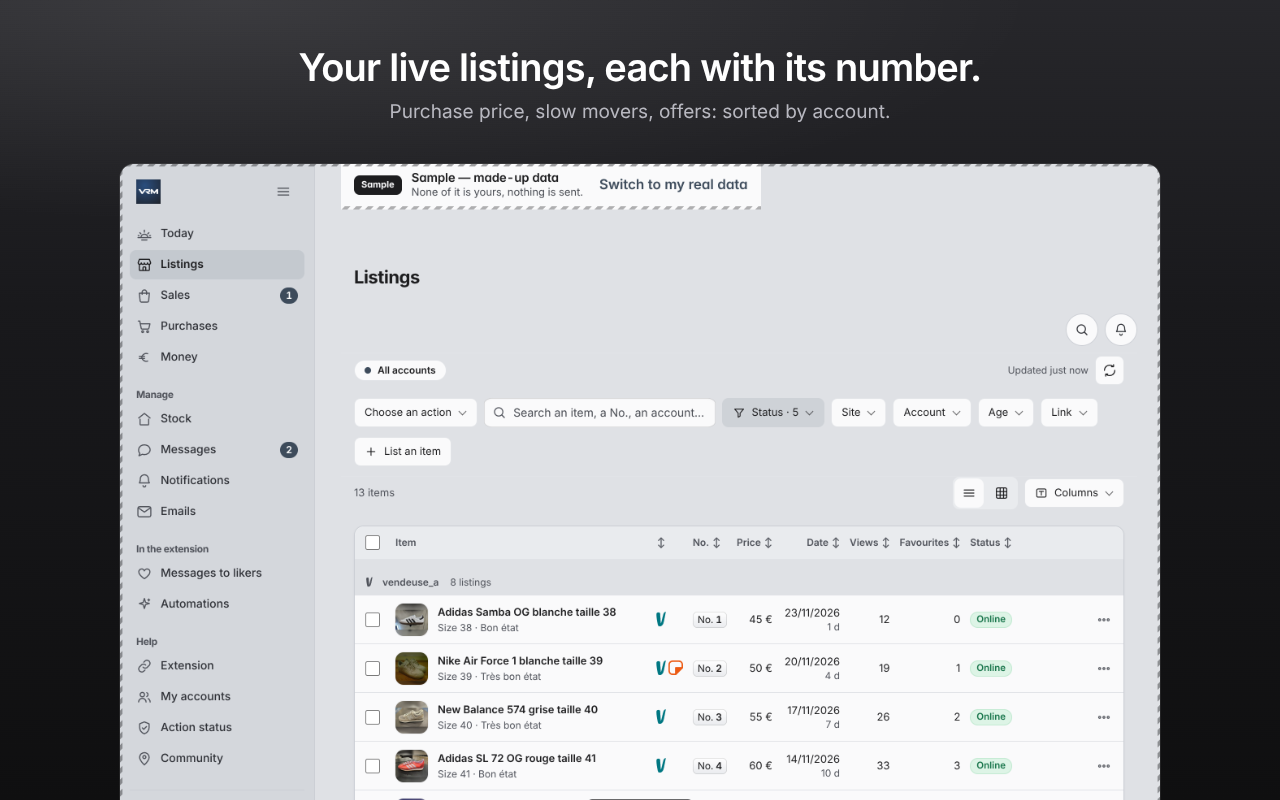 Your live listings, each with its number.
Purchase price, slow movers, offers: sorted by account.
VRM
Sample
Sample — made-up data
None of it is yours, nothing is sent.
Switch to my real data
Today
Listings
Sales 1
Purchases
Money
Manage
Stock
Messages 2
Notifications
Emails
In the extension
Messages to likers
Automations
Help
Extension
My accounts
Action status
Community
Listings
All accounts
Updated just now
Choose an action
Search an item, a No., an account...
Status · 5
Site
Account
Age
Link
List an item
13 items
Columns
Item No. Price Date Views Favourites Status
vendeuse_a 8 listings
Adidas Samba OG blanche taille 38
Size 38 · Bon état
No. 1 45 € 23/11/2026 12 0 Online
1 d
Nike Air Force 1 blanche taille 39
Size 39 · Très bon état
No. 2 50 € 20/11/2026 19 1 Online
4 d
New Balance 574 grise taille 40
Size 40 · Très bon état
No. 3 55 € 17/11/2026 26 2 Online
7 d
Adidas SL 72 OG rouge taille 41
Size 41 · Bon état
No. 4 60 € 14/11/2026 33 3 Online
10 d